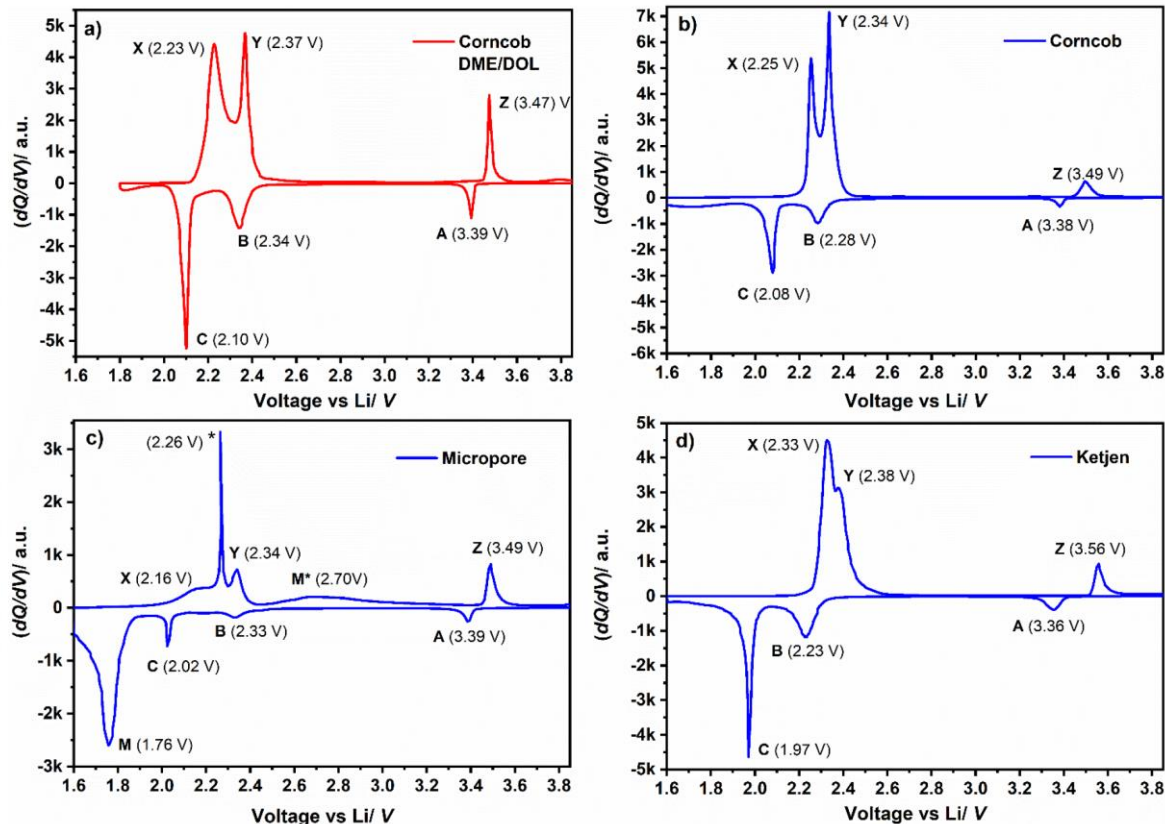 a)
Corncob
DME/DOL
X (2.23 V)
Y (2.37 V)
Z (3.47) V
A (3.39 V)
B (2.34 V)
C (2.10 V)
5k
4k
3k
2k
1k
0
-1k
-2k
-3k
-4k
-5k
(dQ/dV)/ a.u.
1.6 1.8 2.0 2.2 2.4 2.6 2.8 3.0 3.2 3.4 3.6 3.8
Voltage vs Li/ V
b)
Corncob
Y (2.34 V)
X (2.25 V)
Z (3.49 V)
A (3.38 V)
B (2.28 V)
C (2.08 V)
7k
6k
5k
4k
3k
2k
1k
0
-1k
-2k
-3k
-4k
-5k
-6k
(dQ/dV)/ a.u.
1.6 1.8 2.0 2.2 2.4 2.6 2.8 3.0 3.2 3.4 3.6 3.8
Voltage vs Li/ V
c)
Micropore
(2.26 V) *
Y (2.34 V)
X (2.16 V)
M* (2.70V)
Z (3.49 V)
A (3.39 V)
B (2.33 V)
C (2.02 V)
M (1.76 V)
3k
2k
1k
0
-1k
-2k
-3k
(dQ/dV)/ a.u.
1.6 1.8 2.0 2.2 2.4 2.6 2.8 3.0 3.2 3.4 3.6 3.8
Voltage vs Li/ V
d)
Ketjen
X (2.33 V)
Y (2.38 V)
Z (3.56 V)
A (3.36 V)
B (2.23 V)
C (1.97 V)
5k
4k
3k
2k
1k
0
-1k
-2k
-3k
-4k
-5k
(dQ/dV)/ a.u.
1.6 1.8 2.0 2.2 2.4 2.6 2.8 3.0 3.2 3.4 3.6 3.8
Voltage vs Li/ V